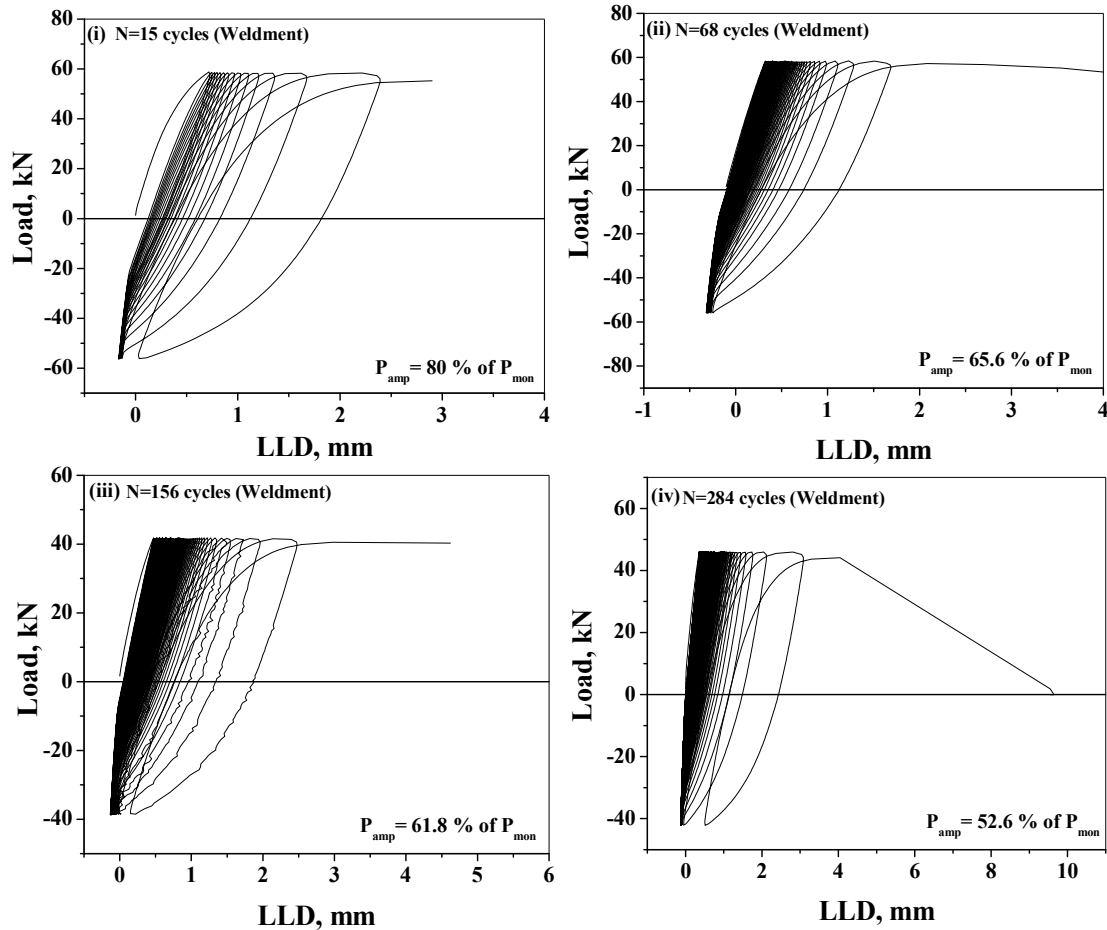 (i) N=15 cycles (Weldment)
80
60
40
20
0
-20
-40
-60
Load, kN
P_amp= 80 % of P_mon
0 1 2 3 4
LLD, mm
(ii) N=68 cycles (Weldment)
80
60
40
20
0
-20
-40
-60
-80
Load, kN
P_amp= 65.6 % of P_mon
-1 0 1 2 3 4
LLD, mm
(iii) N=156 cycles (Weldment)
60
40
20
0
-20
-40
Load, kN
P_amp= 61.8 % of P_mon
0 1 2 3 4 5 6
LLD, mm
(iv) N=284 cycles (Weldment)
60
40
20
0
-20
-40
Load, kN
P_amp= 52.6 % of P_mon
0 2 4 6 8 10
LLD, mm